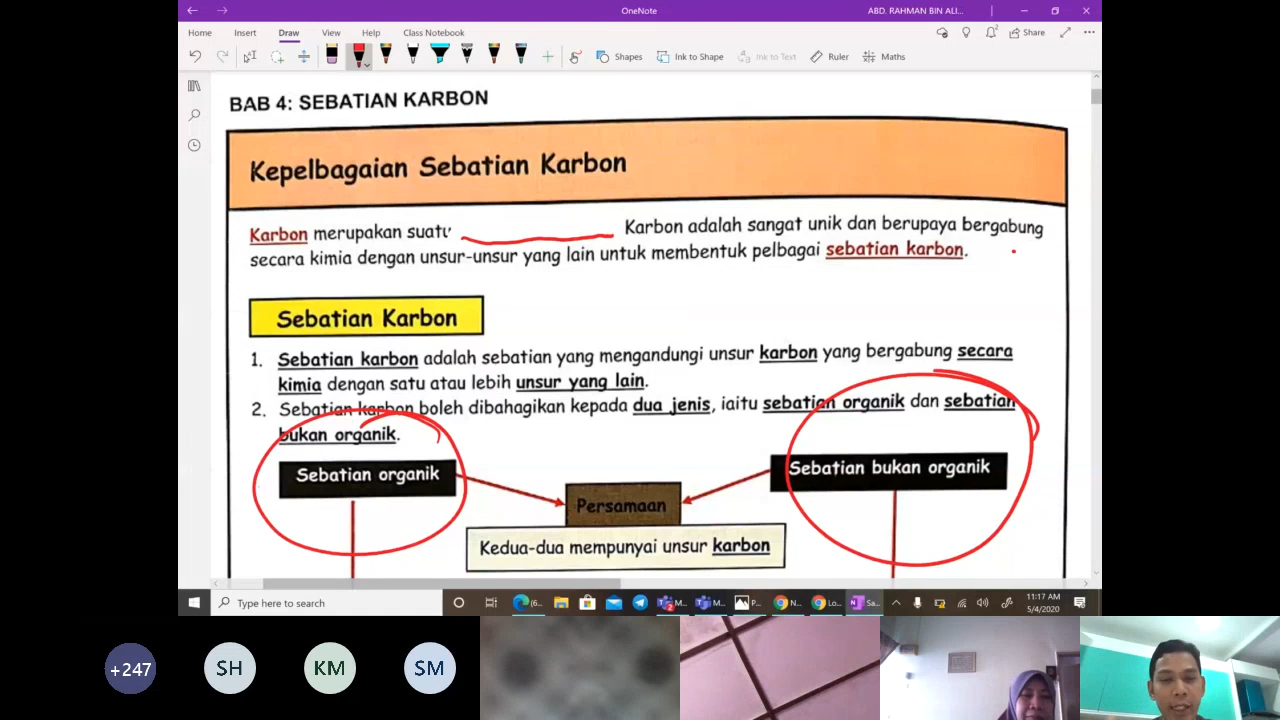 OneNote
ABD. RAHMAN BIN ALI...
Home Insert Draw View Help Class Notebook
Share
Shapes Ink to Shape Ink to Text Ruler Maths
BAB 4: SEBATIAN KARBON
Kepelbagaian Sebatian Karbon
Karbon merupakan suatu Karbon adalah sangat unik dan berupaya bergabung
secara kimia dengan unsur-unsur yang lain untuk membentuk pelbagai sebatian karbon.
Sebatian Karbon
1. Sebatian karbon adalah sebatian yang mengandungi unsur karbon yang bergabung secara
kimia dengan satu atau lebih unsur yang lain.
2. Sebatian karbon boleh dibahagikan kepada dua jenis, iaitu sebatian organik dan sebatian
bukan organik.
Sebatian organik
Sebatian bukan organik
Persamaan
Kedua-dua mempunyai unsur karbon
Type here to search
(6... M... M... P... N... Lo... Sa...
11:17 AM
5/4/2020
+247 SH KM SM